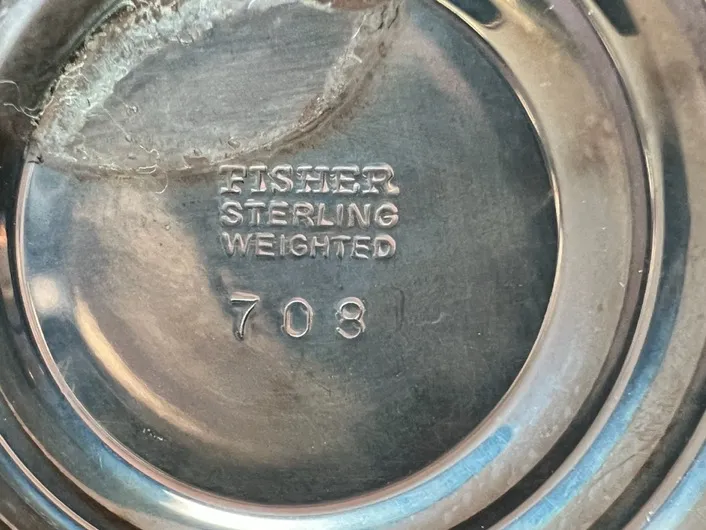 FISHER
STERLING
WEIGHTED
708